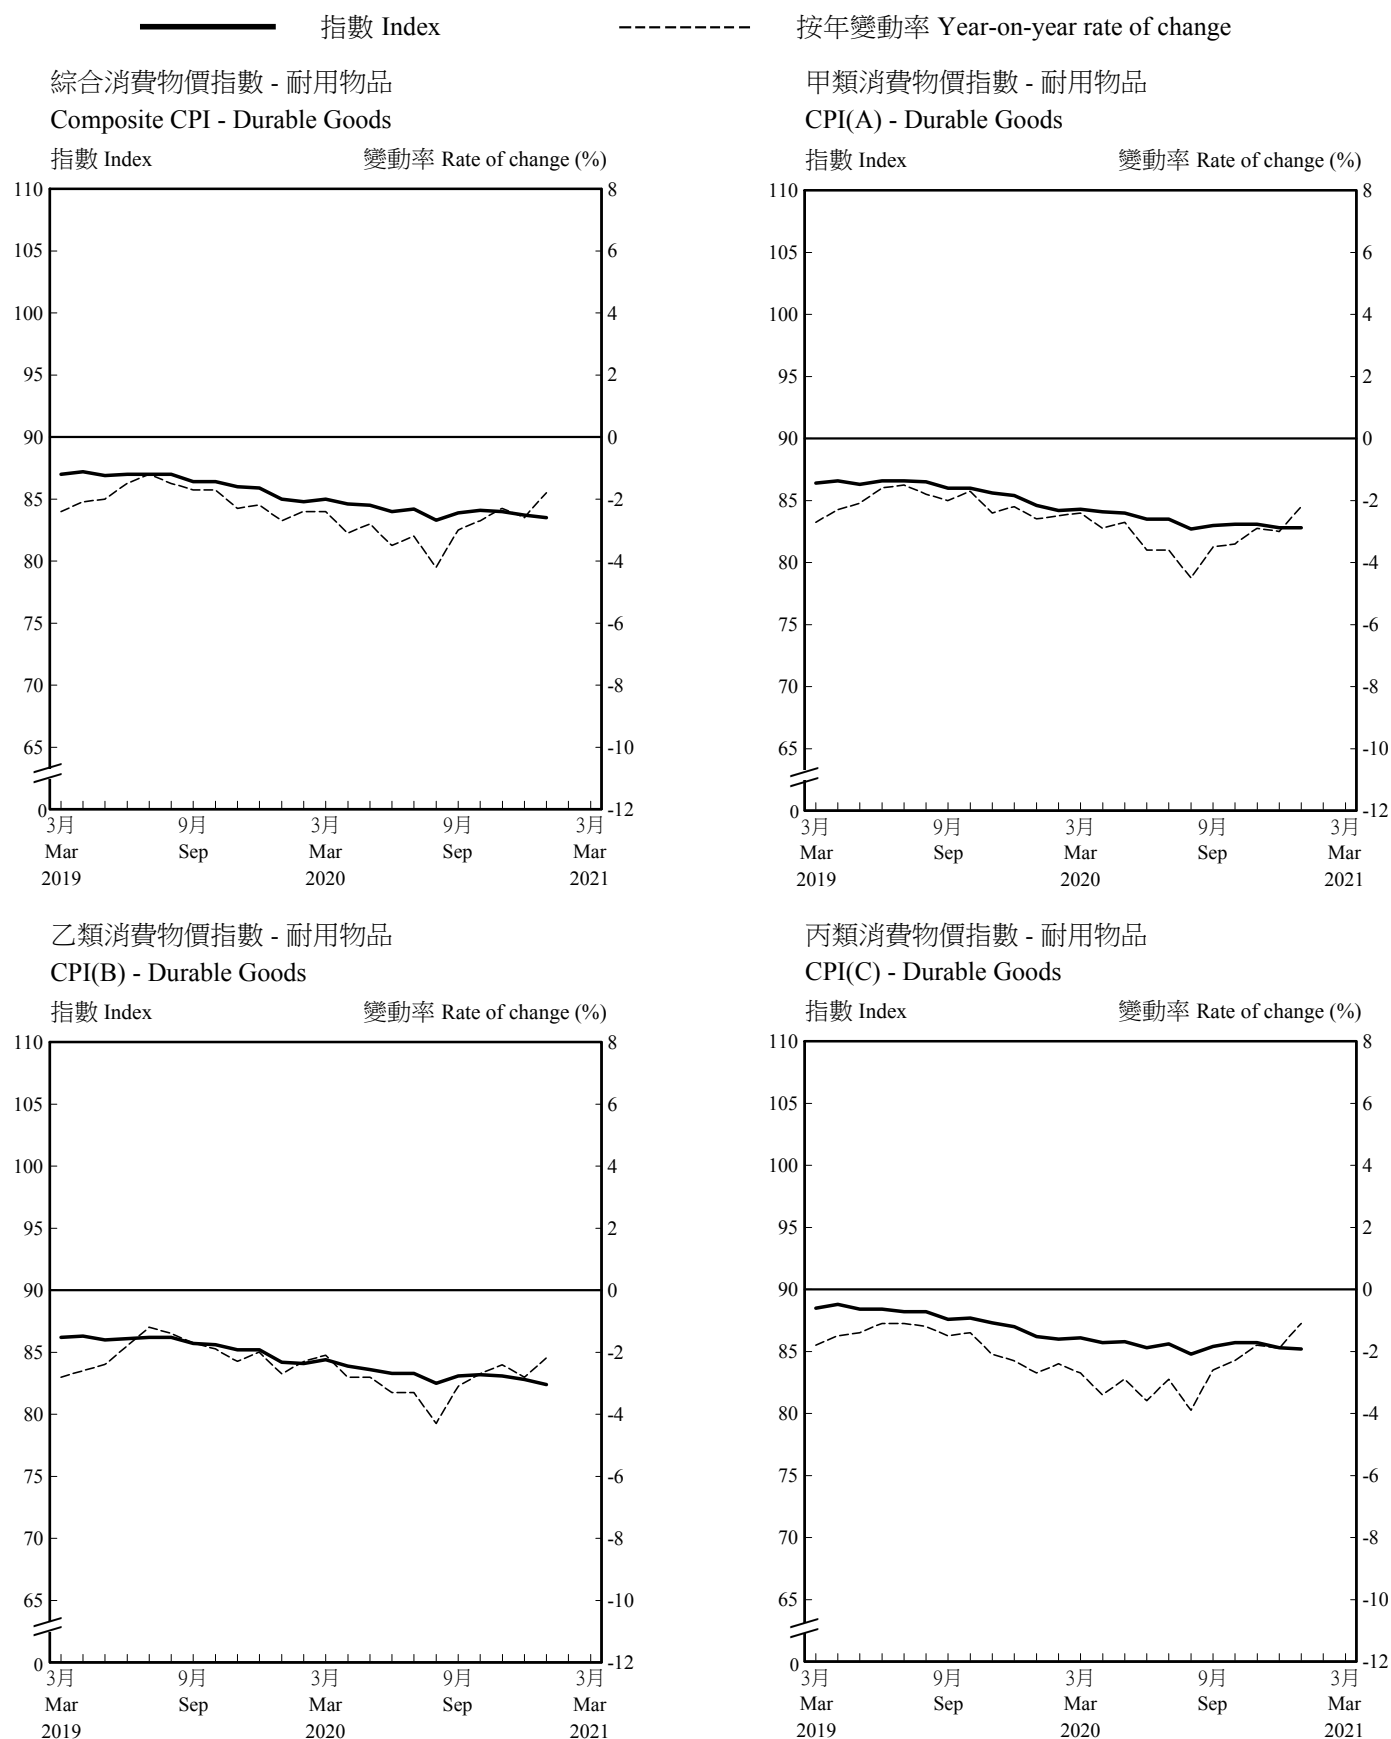 指數 Index
按年變動率 Year-on-year rate of change
綜合消費物價指數 - 耐用物品
Composite CPI - Durable Goods
指數 Index
變動率 Rate of change (%)
110
105
100
95
90
85
80
75
70
65
0
8
6
4
2
0
-2
-4
-6
-8
-10
-12
3月 9月 3月 9月 3月
Mar Sep Mar Sep Mar
2019 2020 2021
甲類消費物價指數 - 耐用物品
CPI(A) - Durable Goods
指數 Index
變動率 Rate of change (%)
110
105
100
95
90
85
80
75
70
65
0
8
6
4
2
0
-2
-4
-6
-8
-10
-12
3月 9月 3月 9月 3月
Mar Sep Mar Sep Mar
2019 2020 2021
乙類消費物價指數 - 耐用物品
CPI(B) - Durable Goods
指數 Index
變動率 Rate of change (%)
110
105
100
95
90
85
80
75
70
65
0
8
6
4
2
0
-2
-4
-6
-8
-10
-12
3月 9月 3月 9月 3月
Mar Sep Mar Sep Mar
2019 2020 2021
丙類消費物價指數 - 耐用物品
CPI(C) - Durable Goods
指數 Index
變動率 Rate of change (%)
110
105
100
95
90
85
80
75
70
65
0
8
6
4
2
0
-2
-4
-6
-8
-10
-12
3月 9月 3月 9月 3月
Mar Sep Mar Sep Mar
2019 2020 2021